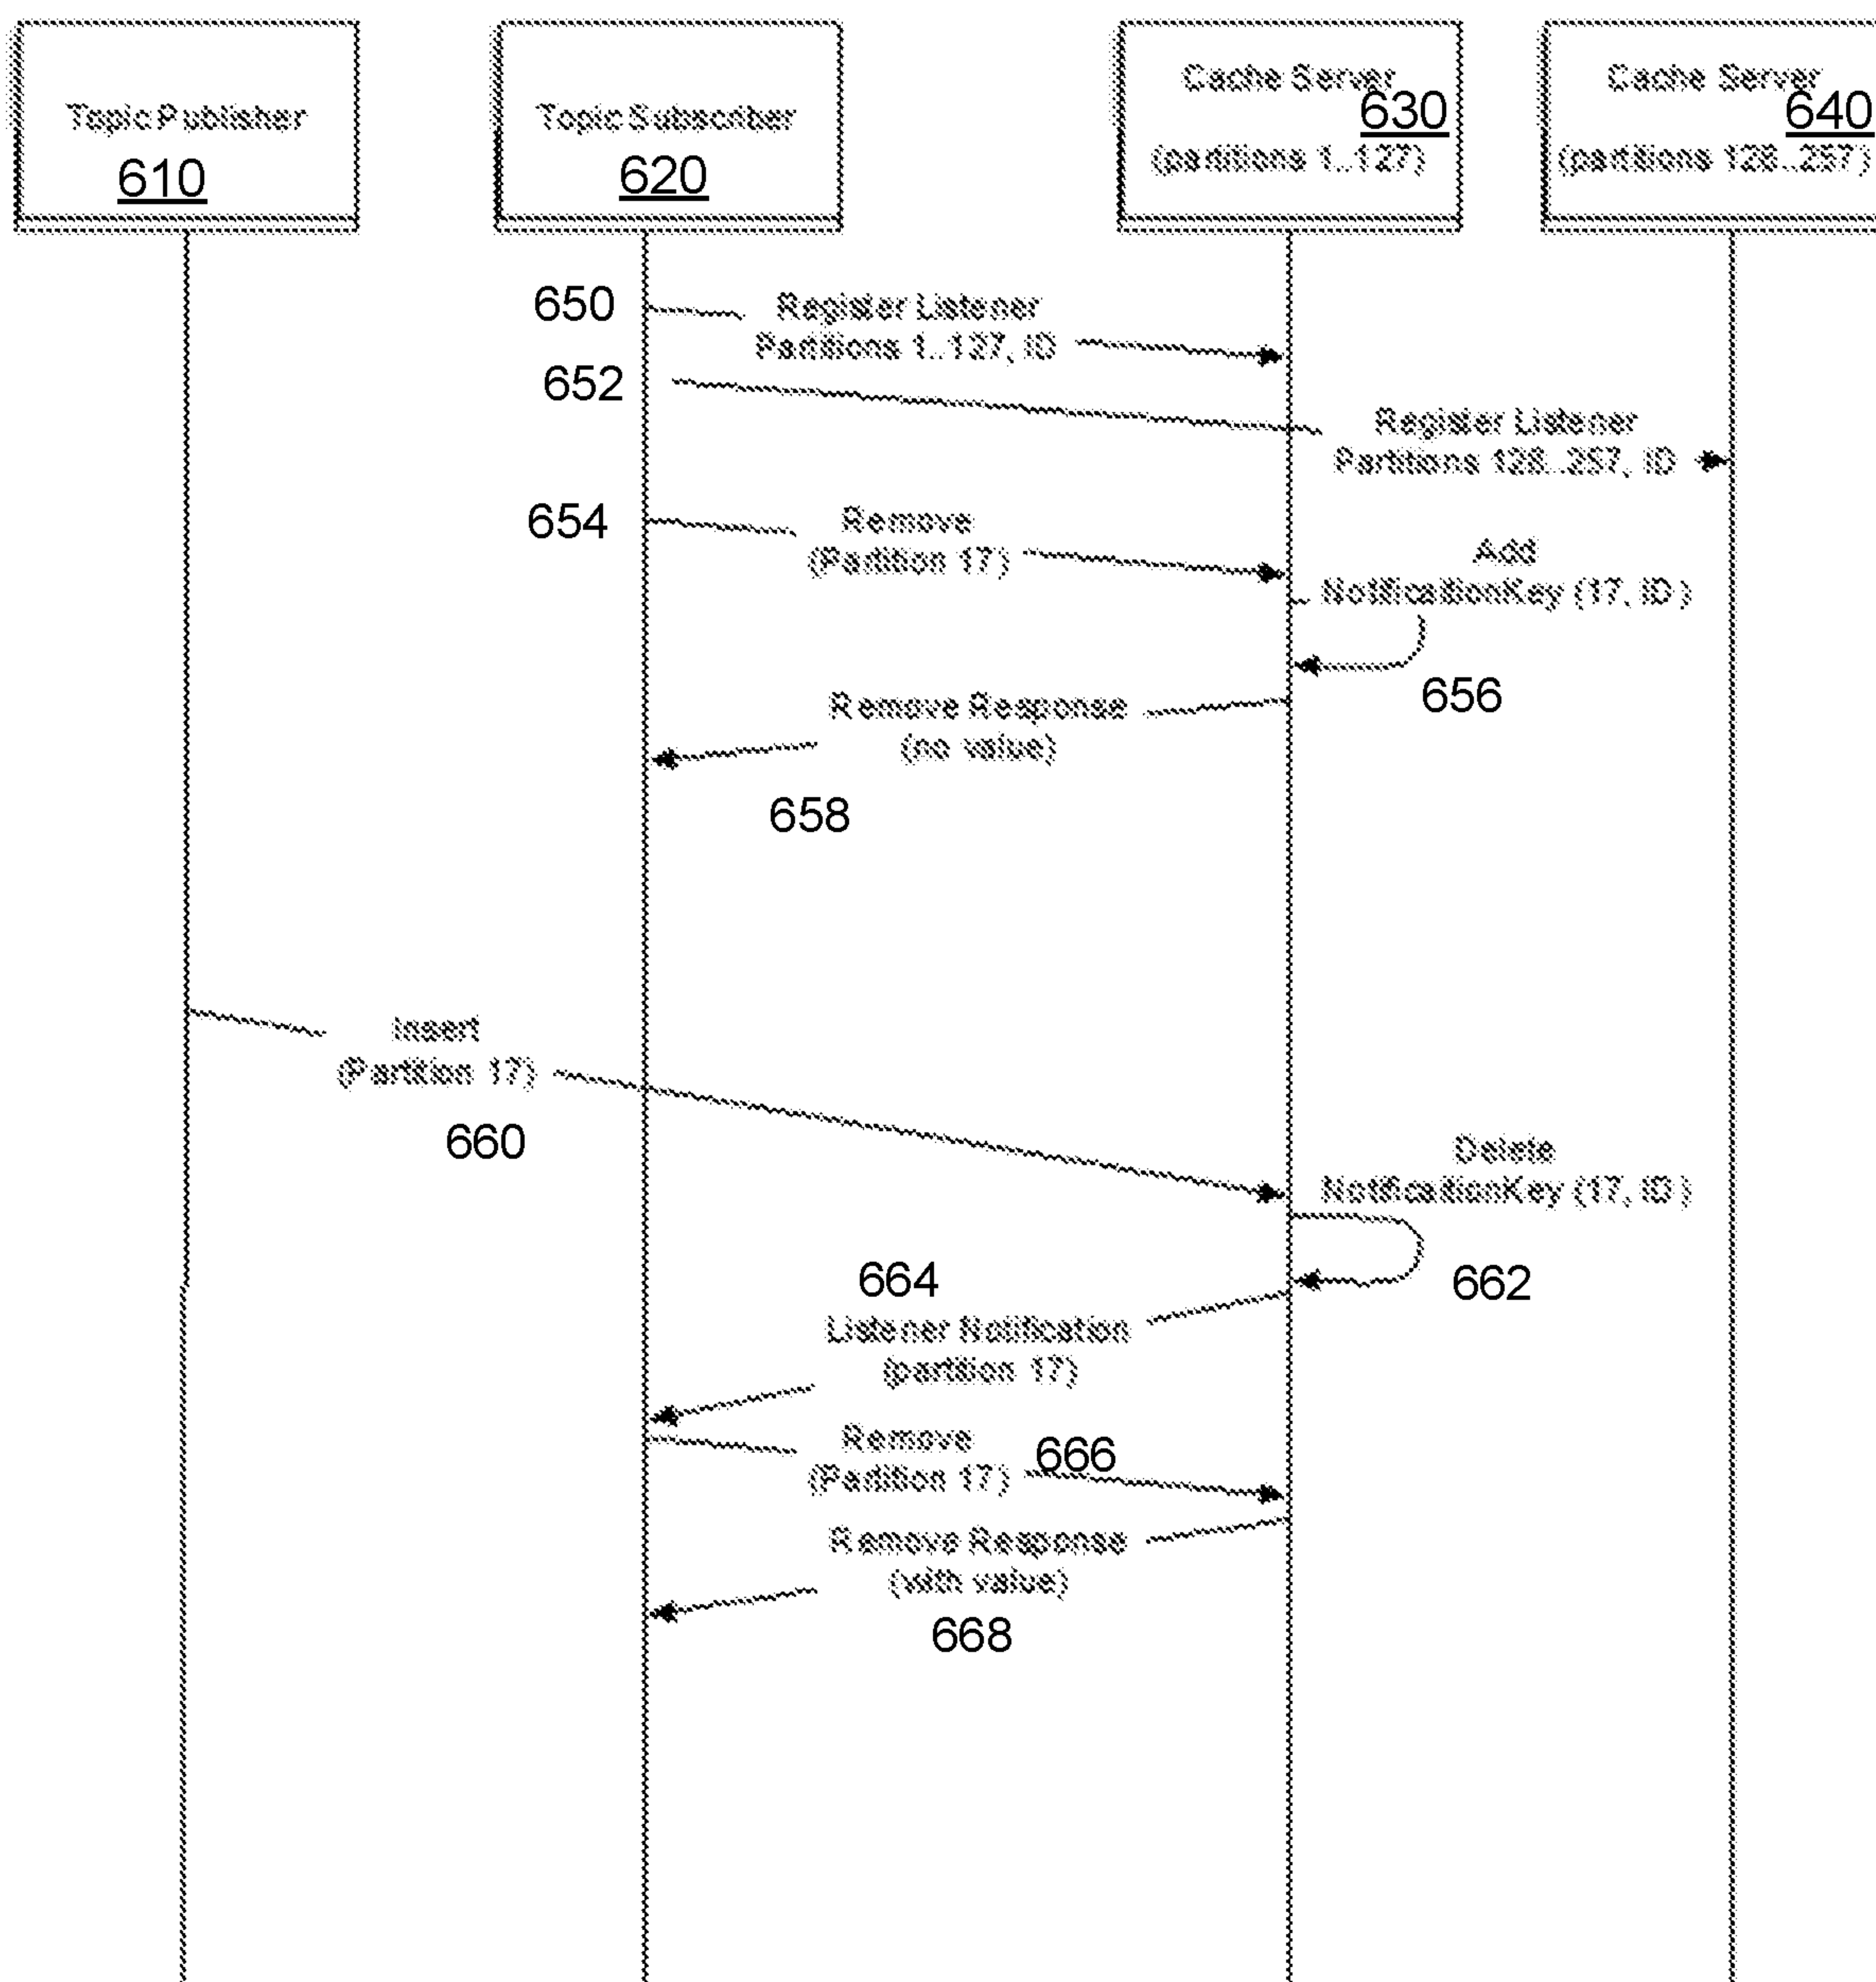 Topic Publisher
610
Topic Subscriber
620
Cache Server
630
(partitions 1..127)
Cache Server
640
(partitions 128..257)
650
Register Listener
Partitions 1..127, ID
652
Register Listener
Partitions 128..257, ID
654
Remove
(Partition 17)
Add
NotificationKey (17, ID)
656
Remove Response
(no value)
658
Insert
(Partition 17)
660
Delete
NotificationKey (17, ID)
662
664
Listener Notification
(partition 17)
Remove
666
(Partition 17)
Remove Response
(with value)
668